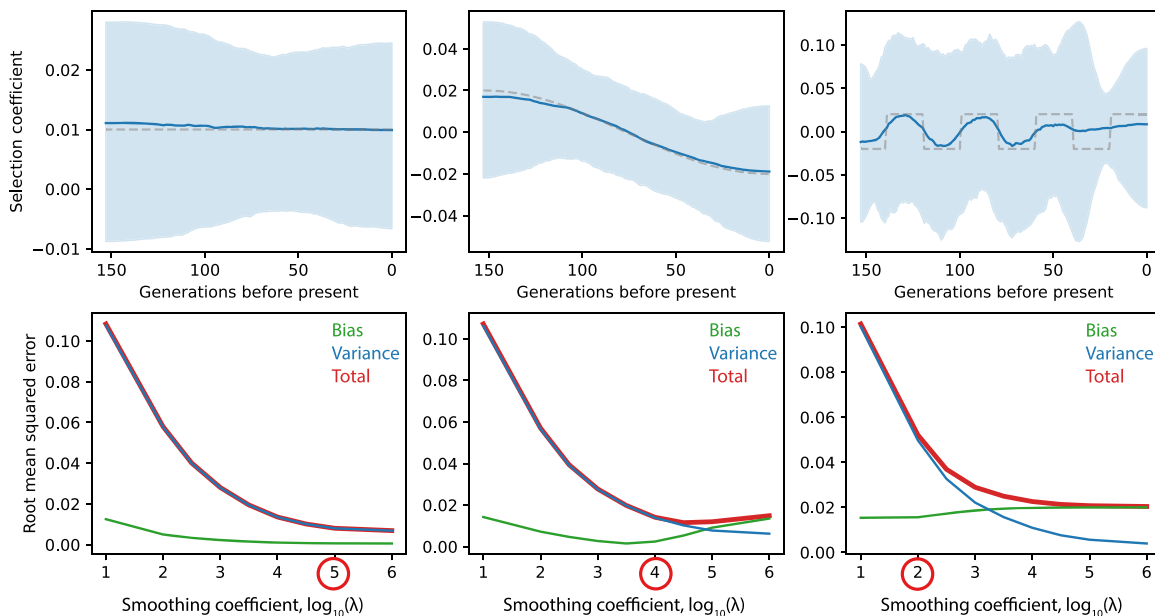 Selection coefficient
0.02
0.01
0.00
−0.01
150 100 50 0
Generations before present
0.04
0.02
0.00
−0.02
−0.04
150 100 50 0
Generations before present
0.10
0.05
0.00
−0.05
−0.10
150 100 50 0
Generations before present
Root mean squared error
0.10
0.08
0.06
0.04
0.02
0.00
Bias
Variance
Total
1 2 3 4 5 6
Smoothing coefficient, log₁₀(λ)
0.10
0.08
0.06
0.04
0.02
0.00
Bias
Variance
Total
1 2 3 4 5 6
Smoothing coefficient, log₁₀(λ)
0.10
0.08
0.06
0.04
0.02
0.00
Bias
Variance
Total
1 2 3 4 5 6
Smoothing coefficient, log₁₀(λ)